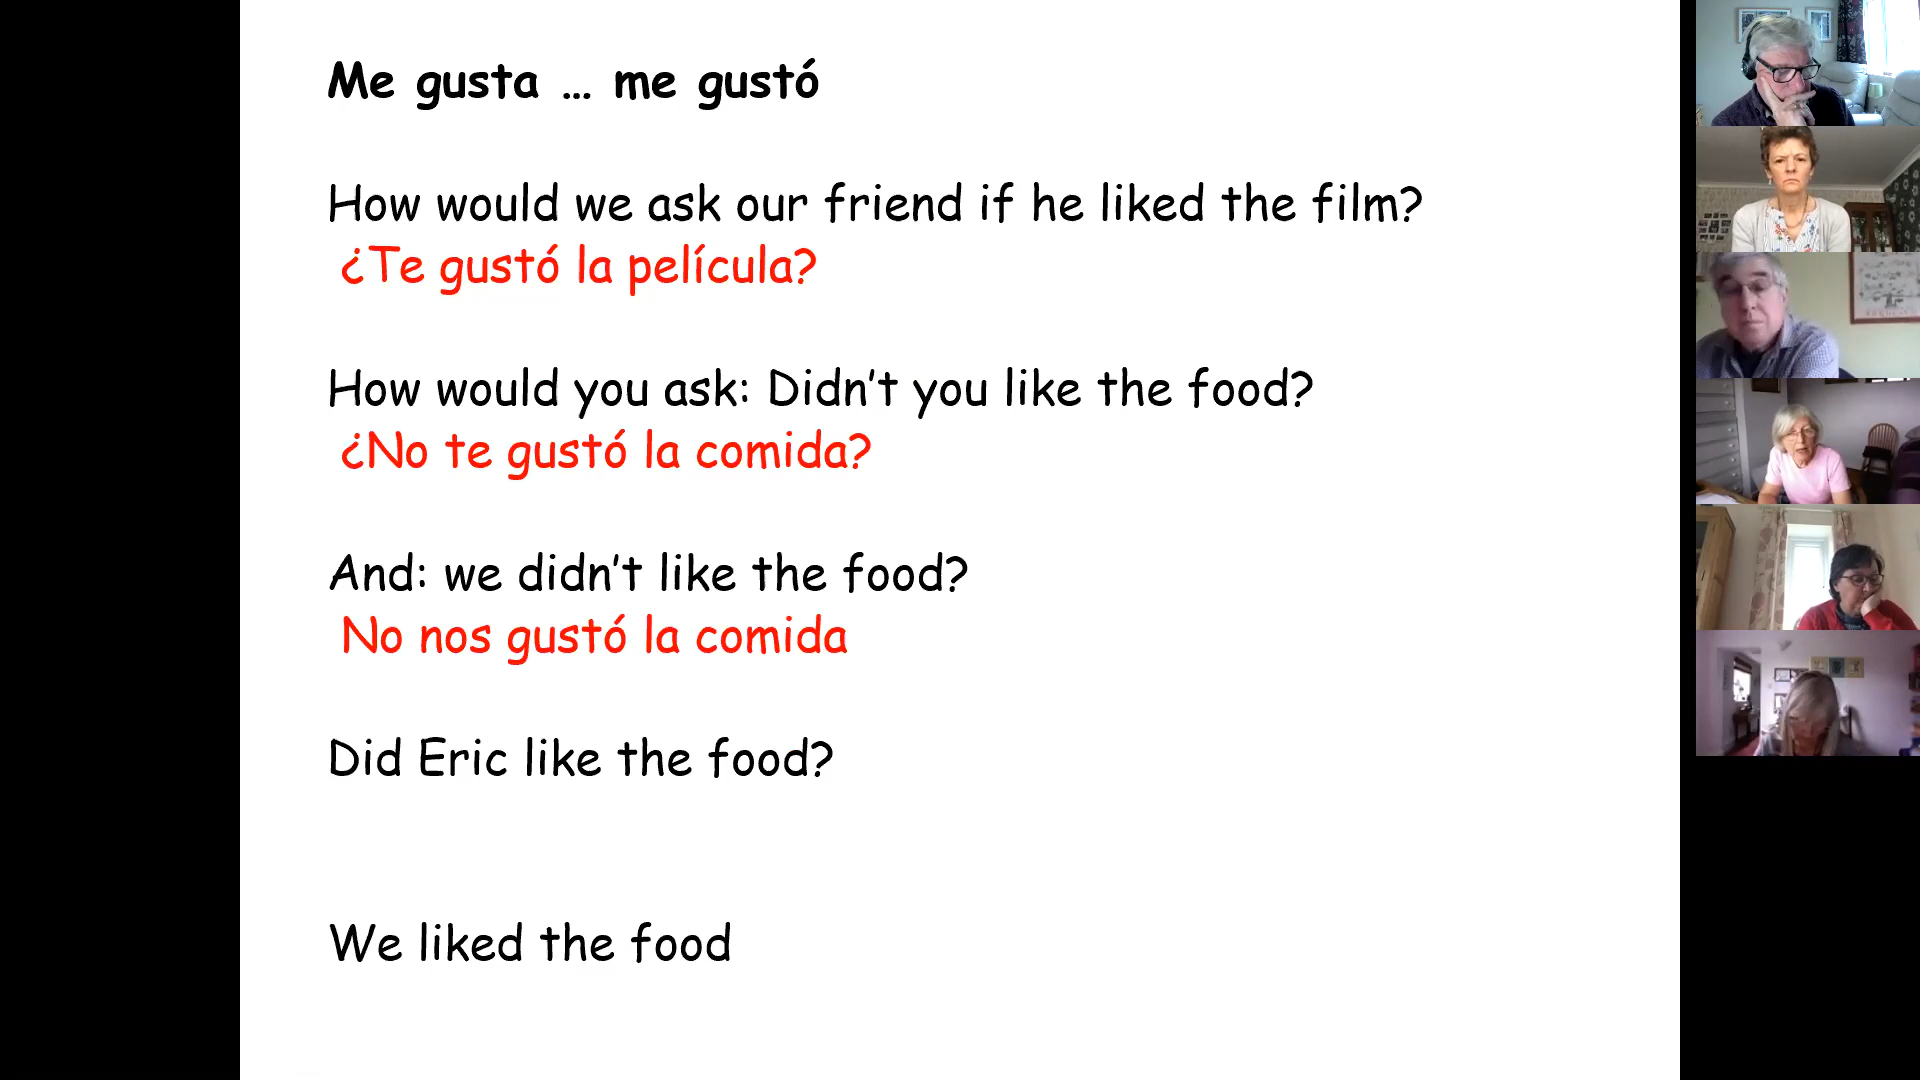 Me gusta … me gustó
How would we ask our friend if he liked the film?
¿Te gustó la película?
How would you ask: Didn't you like the food?
¿No te gustó la comida?
And: we didn't like the food?
No nos gustó la comida
Did Eric like the food?
We liked the food